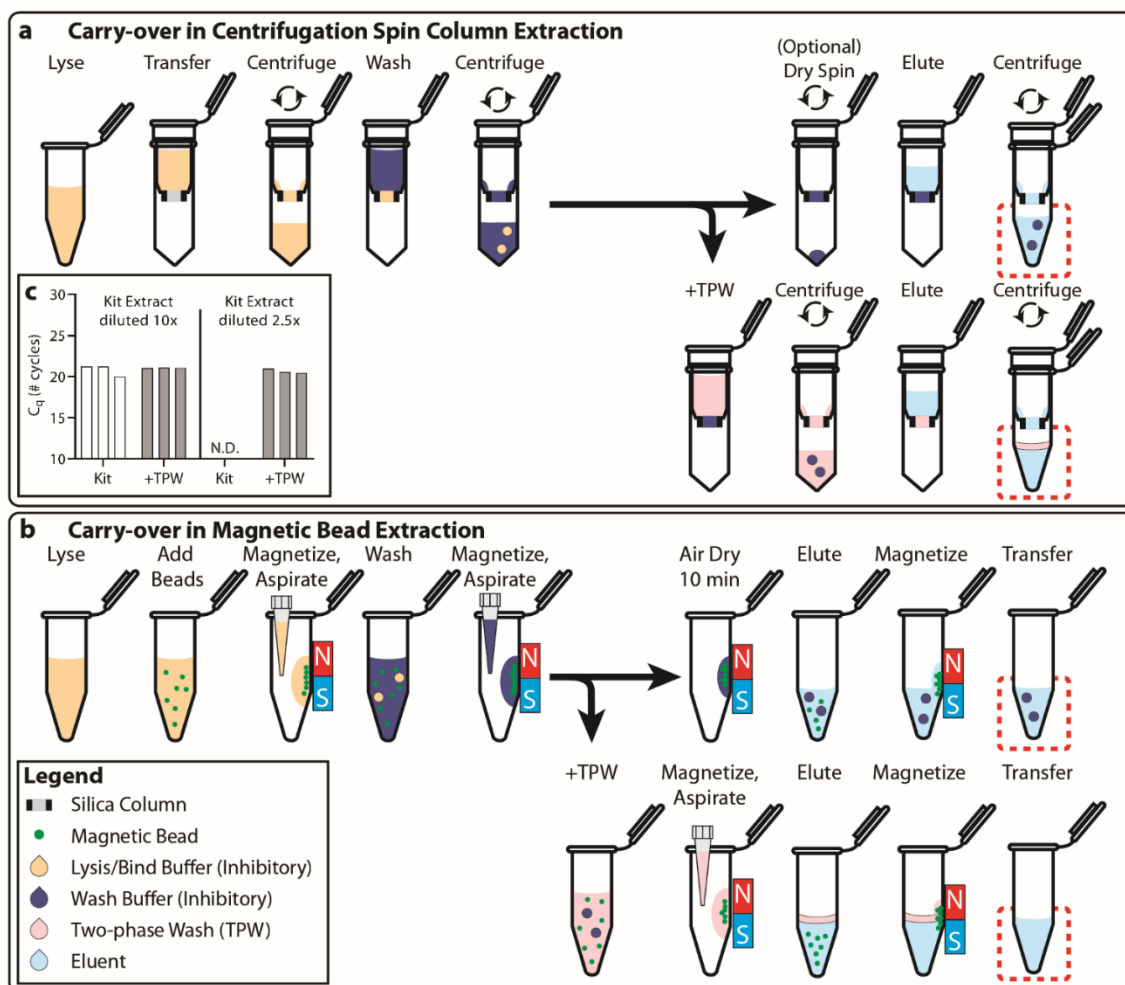 a Carry-over in Centrifugation Spin Column Extraction
Lyse Transfer Centrifuge Wash Centrifuge
(Optional)
Dry Spin Elute Centrifuge
+TPW Centrifuge Elute Centrifuge
c
Kit Extract
diluted 10x
Kit Extract
diluted 2.5x
Cq (# cycles)
30
25
20
15
10
N.D.
Kit +TPW Kit +TPW
b Carry-over in Magnetic Bead Extraction
Lyse
Add
Beads
Magnetize,
Aspirate
Wash
Magnetize,
Aspirate
Air Dry
10 min
Elute Magnetize Transfer
N N N N
S S S S
+TPW
Magnetize,
Aspirate
Elute Magnetize Transfer
N N
S S
Legend
Silica Column
Magnetic Bead
Lysis/Bind Buffer (Inhibitory)
Wash Buffer (Inhibitory)
Two-phase Wash (TPW)
Eluent